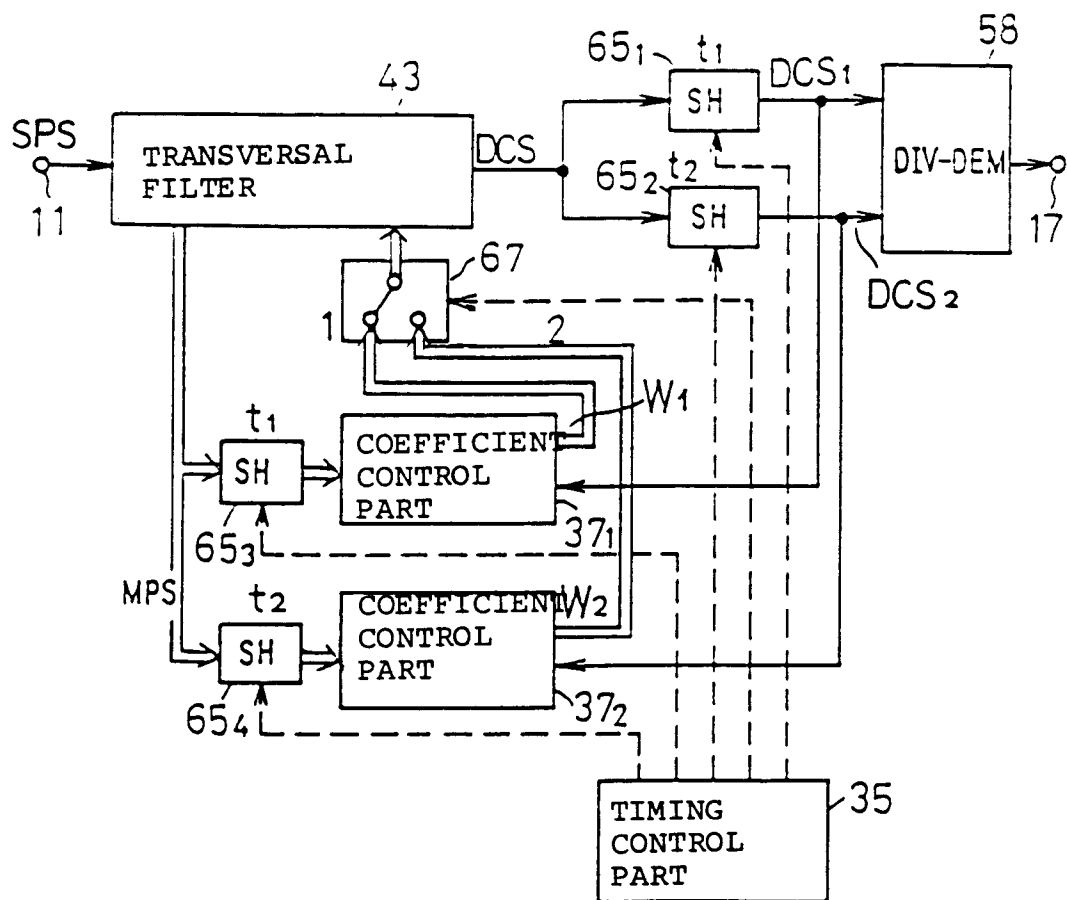 58
65₁
t₁
DCS₁
43
SH
SPS
TRANSVERSAL
FILTER
DCS
65₂
t₂
DIV-DEM
11
SH
17
67
DCS₂
1
2
W₁
t₁
COEFFICIENT
CONTROL
PART
SH
65₃
37₁
MPS
t₂
COEFFICIENT
CONTROL
PART
W₂
SH
65₄
37₂
TIMING
CONTROL
PART
35